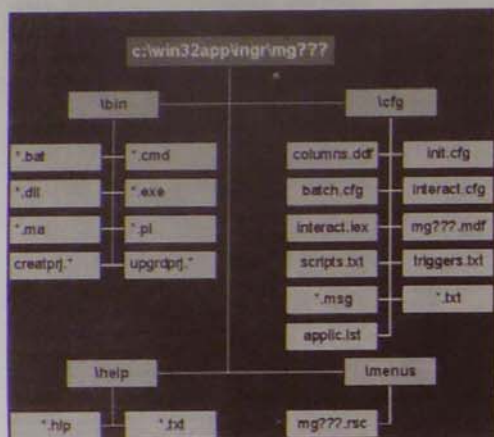 c:\win32app\ingr\mg???
\bin
\cfg
*.bat
*.cmd
*.dll
*.exe
*.ma
*.pl
creatprj.*
upgrdprj.*
columns.ddf
init.cfg
batch.cfg
interact.cfg
interact.lex
mg???.mdf
scripts.txt
triggers.txt
*.msg
*.txt
applic.lst
\help
\menus
*.hlp
*.txt
mg???.rsc